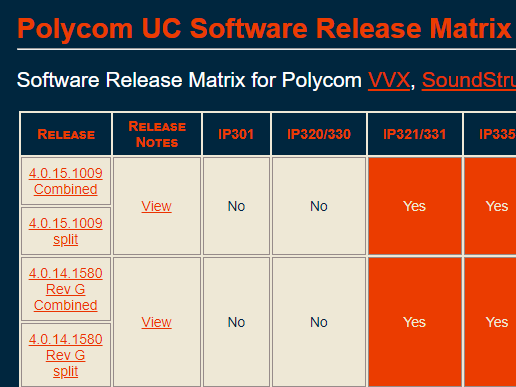 Polycom UC Software Release Matrix
Software Release Matrix for Polycom VVX, SoundStru
RELEASE
RELEASE
NOTES
IP301
IP320/330
IP321/331
IP335
4.0.15.1009
Combined
4.0.15.1009
split
View
No
No
Yes
Yes
4.0.14.1580
Rev G
Combined
4.0.14.1580
Rev G
split
View
No
No
Yes
Yes